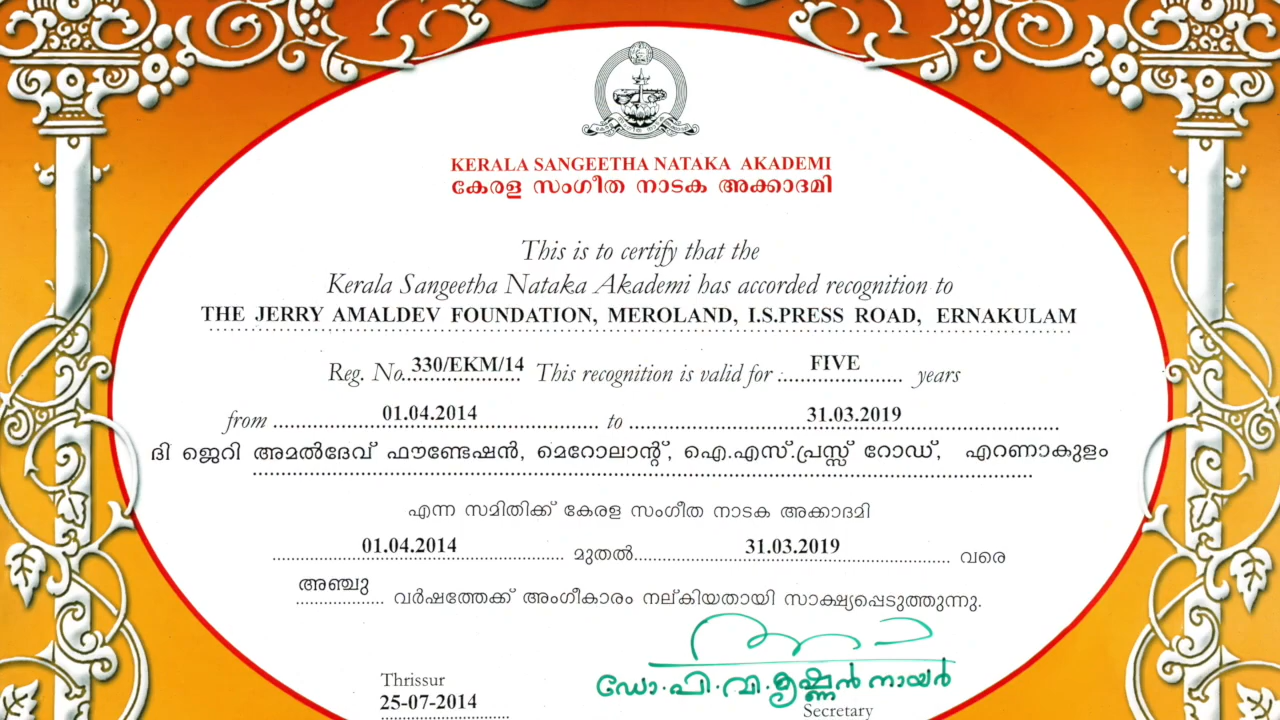 KERALA SANGEETHA NATAKA AKADEMI
കേരള സംഗീത നാടക അക്കാദമി
This is to certify that the
Kerala Sangeetha Nataka Akademi has accorded recognition to
THE JERRY AMALDEV FOUNDATION, MEROLAND, I.S.PRESS ROAD, ERNAKULAM
Reg. No. 330/EKM/14 This recognition is valid for FIVE years
from 01.04.2014 to 31.03.2019
ദി ജെറി അമൽദേവ് ഫൗണ്ടേഷൻ, മെറോലാന്റ്, ഐ.എസ്.പ്രസ്സ് റോഡ്, എറണാകുളം
എന്ന സമിതിക്ക് കേരള സംഗീത നാടക അക്കാദമി
01.04.2014 മുതൽ 31.03.2019 വരെ
അഞ്ചു വർഷത്തേക്ക് അംഗീകാരം നല്കിയതായി സാക്ഷ്യപ്പെടുത്തുന്നു.
ഡോ.പി.വി.കൃഷ്ണൻ നായർ
Thrissur
25-07-2014
Secretary